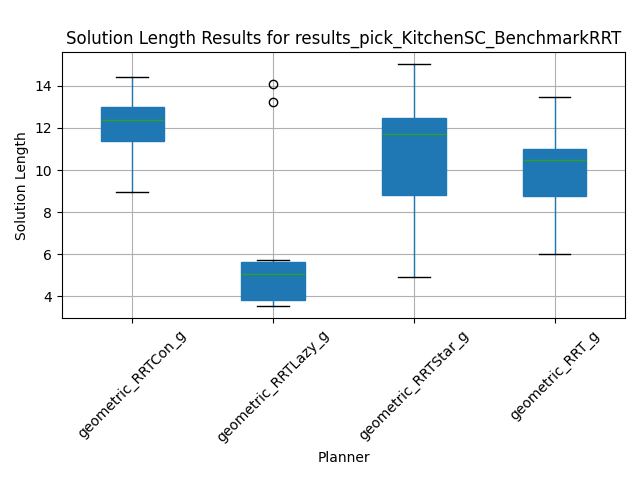 Solution Length Results for results_pick_KitchenSC_BenchmarkRRT
14
12
10
8
6
4
Solution Length
geometric_RRTCon_g
geometric_RRTLazy_g
geometric_RRTStar_g
geometric_RRT_g
Planner